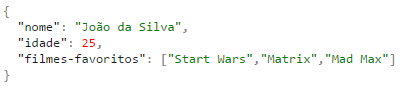 {
"nome": "João da Silva",
"idade": 25,
"filmes-favoritos": ["Start Wars","Matrix","Mad Max"]
}